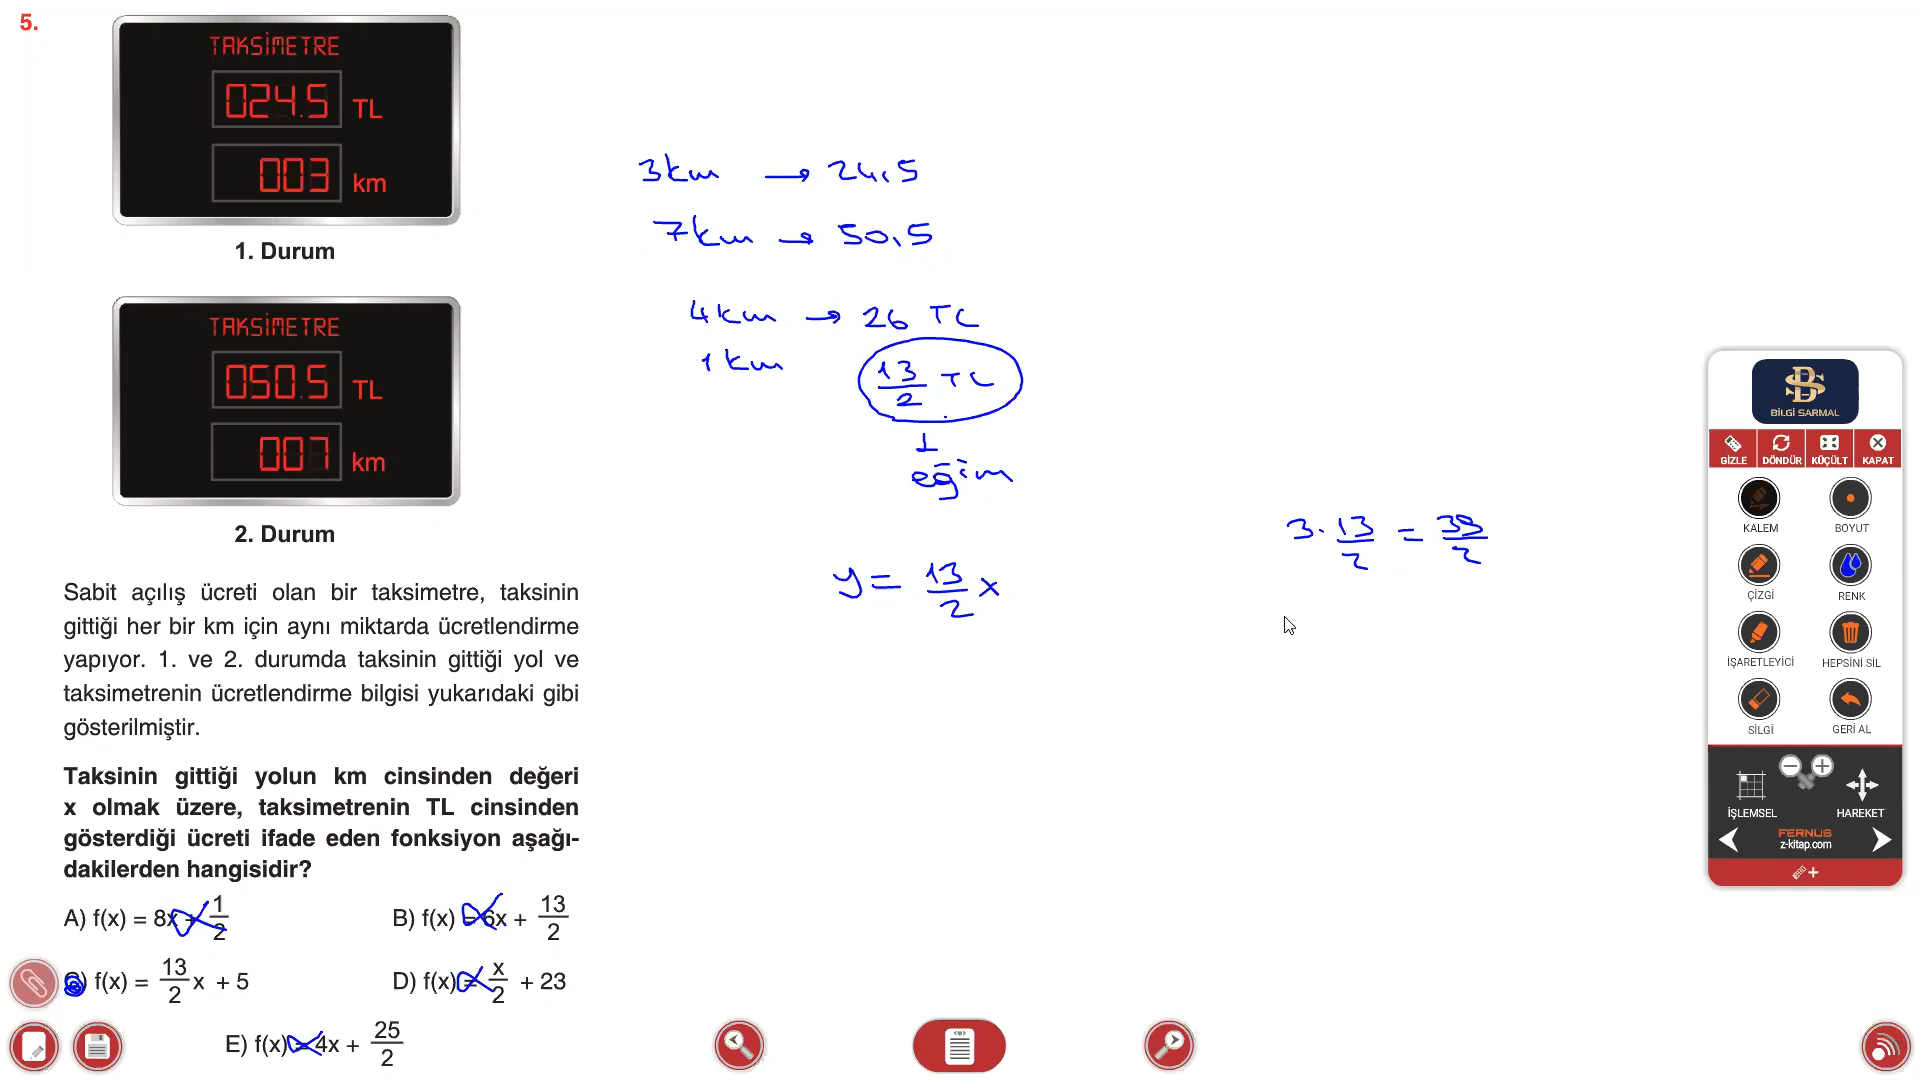 5.
TAKSİMETRE
024.5 TL
003 km
1. Durum
TAKSİMETRE
050.5 TL
007 km
2. Durum
Sabit açılış ücreti olan bir taksimetre, taksinin
gittiği her bir km için aynı miktarda ücretlendirme
yapıyor. 1. ve 2. durumda taksinin gittiği yol ve
taksimetrenin ücretlendirme bilgisi yukarıdaki gibi
gösterilmiştir.
Taksinin gittiği yolun km cinsinden değeri
x olmak üzere, taksimetrenin TL cinsinden
gösterdiği ücreti ifade eden fonksiyon aşağı-
dakilerden hangisidir?
A) f(x) = 8x + 1/2
B) f(x) = 6x + 13/2
C) f(x) = 13/2 x + 5
D) f(x) = x/2 + 23
E) f(x) = 4x + 25/2
3km → 24,5
7km → 50,5
4km → 26 TL
1km 13/2 TL
eğim
y = 13/2 x
3 · 13/2 = 39/2
BİLGİ SARMAL
GİZLE DÖNDÜR KÜÇÜLT KAPAT
KALEM BOYUT
ÇİZGİ RENK
İŞARETLEYİCİ HEPSİNİ SİL
SİLGİ GERİ AL
İŞLEMSEL HAREKET
FERNUS
z-kitap.com